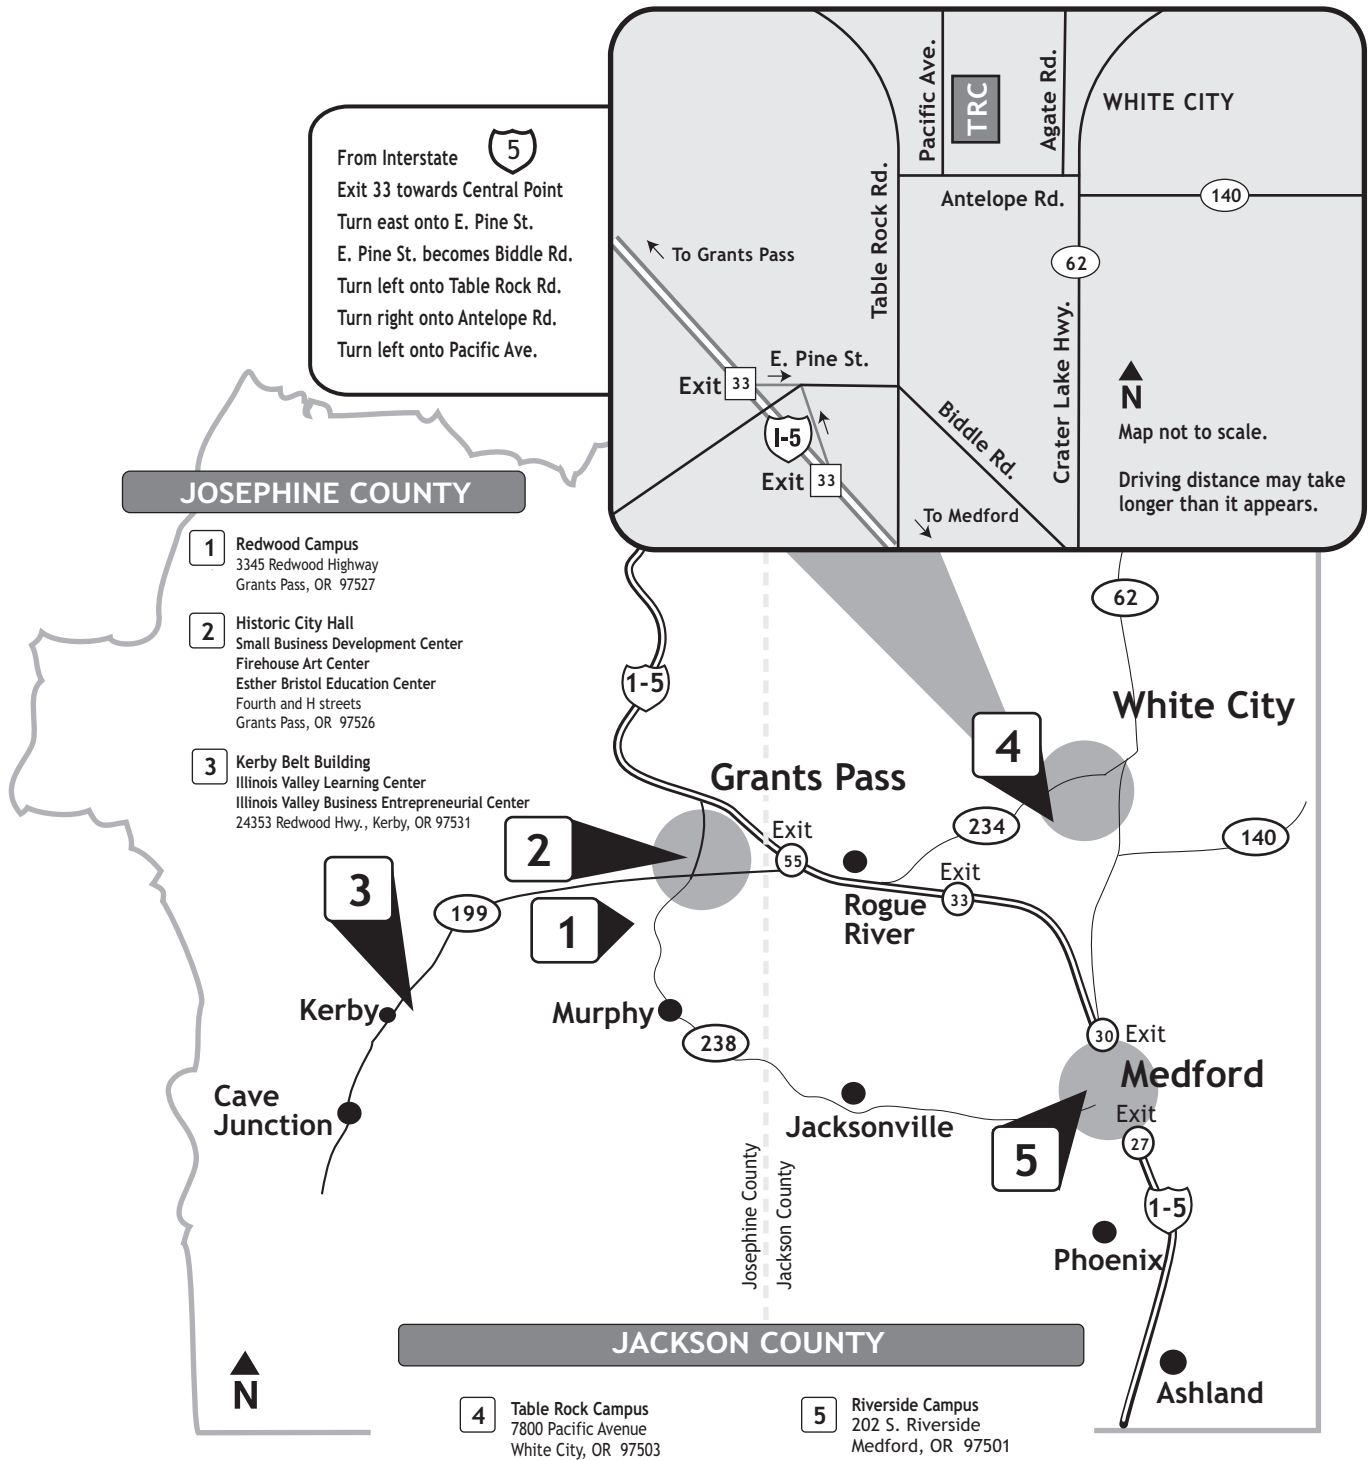 From Interstate 5
Exit 33 towards Central Point
Turn east onto E. Pine St.
E. Pine St. becomes Biddle Rd.
Turn left onto Table Rock Rd.
Turn right onto Antelope Rd.
Turn left onto Pacific Ave.
Pacific Ave.
TRC
Agate Rd.
WHITE CITY
Table Rock Rd.
Antelope Rd.
140
62
To Grants Pass
E. Pine St.
Exit 33
I-5
Exit 33
Biddle Rd.
Crater Lake Hwy.
To Medford
N
Map not to scale.
Driving distance may take
longer than it appears.
JOSEPHINE COUNTY
1 Redwood Campus
3345 Redwood Highway
Grants Pass, OR 97527
2 Historic City Hall
Small Business Development Center
Firehouse Art Center
Esther Bristol Education Center
Fourth and H streets
Grants Pass, OR 97526
3 Kerby Belt Building
Illinois Valley Learning Center
Illinois Valley Business Entrepreneurial Center
24353 Redwood Hwy., Kerby, OR 97531
62
1-5
White City
4
Grants Pass
234
140
2
Exit
55
Exit
33
Rogue
River
3
199
1
Kerby
Murphy
238
30 Exit
Medford
Cave
Junction
Jacksonville
Exit
27
5
1-5
Josephine County
Jackson County
Phoenix
Ashland
N
JACKSON COUNTY
4 Table Rock Campus
7800 Pacific Avenue
White City, OR 97503
5 Riverside Campus
202 S. Riverside
Medford, OR 97501